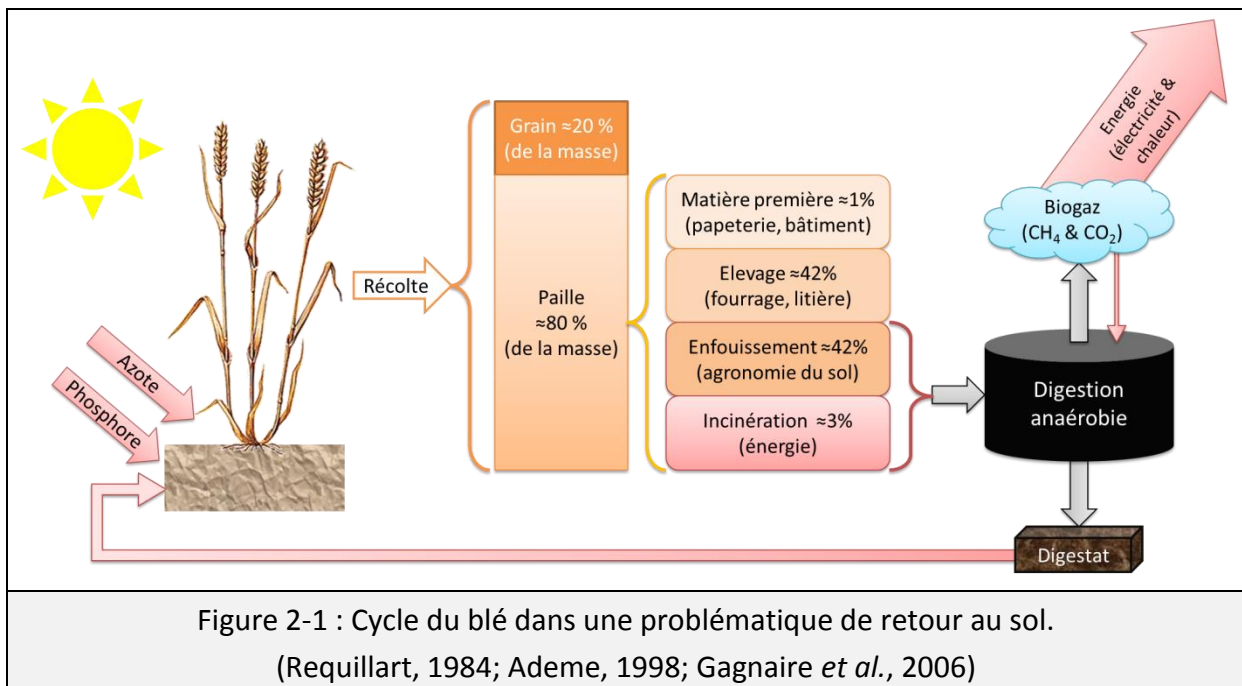 Azote
Phosphore
Récolte
Grain ≈20 %
(de la masse)
Paille
≈80 %
(de la masse)
Matière première ≈1%
(papeterie, bâtiment)
Elevage ≈42%
(fourrage, litière)
Enfouissement ≈42%
(agronomie du sol)
Incinération ≈3%
(énergie)
Energie
(électricité &
chaleur)
Biogaz
(CH₄ & CO₂)
Digestion
anaérobie
Digestat
Figure 2-1 : Cycle du blé dans une problématique de retour au sol.
(Requillart, 1984; Ademe, 1998; Gagnaire et al., 2006)